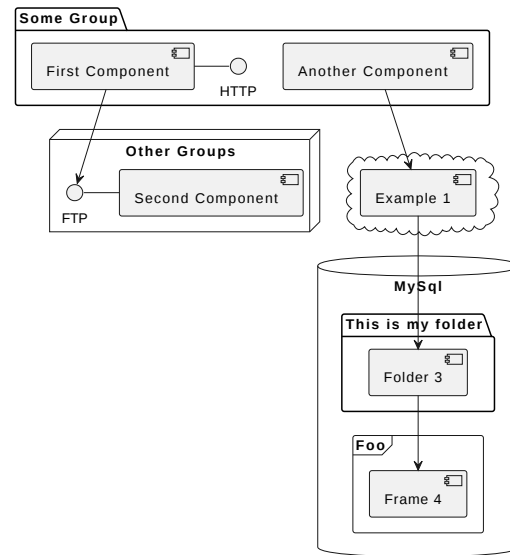 Some Group
First Component
HTTP
Another Component
Other Groups
FTP
Second Component
Example 1
MySql
This is my folder
Folder 3
Foo
Frame 4